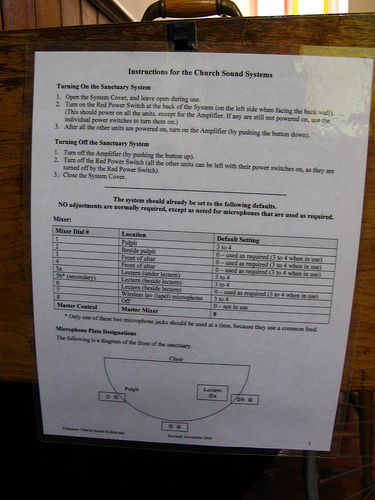 Instructions for the Church Sound Systems
Turning On the Sanctuary System
1. Open the System Cover, and leave open during use.
2. Turn on the Red Power Switch at the back of the System (on the left side when facing the back wall).
(This should power on all the units, except for the Amplifier. If any are still not powered on, use the
individual power switches to turn them on.)
3. After all the other units are powered on, turn on the Amplifier (by pushing the button down).
Turning Off the Sanctuary System
1. Turn off the Amplifier (by pushing the button up).
2. Turn off the Red Power Switch (all the other units can be left with their power switches on, as they are
turned off by the Red Power Switch).
3. Close the System Cover.
The system should already be set to the following defaults.
NO adjustments are normally required, except as noted for microphones that are used as required.
Mixer:
Mixer Dial # Location Default Setting
1 Pulpit 3 to 4
2 Beside pulpit 0 – used as required (3 to 4 when in use)
3 Front of altar 0 – used as required (3 to 4 when in use)
4 Front of altar 0 – used as required (3 to 4 when in use)
5a Lectern (under lectern) 3 to 4
5b* (secondary) Lectern (beside lectern) 3 to 4
6 Lectern (beside lectern) 0 – used as required (3 to 4 when in use)
7 Wireless lav (lapel) microphone 3 to 4
8 Off 0 – not in use
Master Control Master Mixer 8
* Only one of these two microphone jacks should be used at a time, because they use a common feed.
Microphone Plate Designations
The following is a diagram of the front of the sanctuary.
Choir
Pulpit
Lectern
5a
Church Sound Systems
Revised November 2005
1